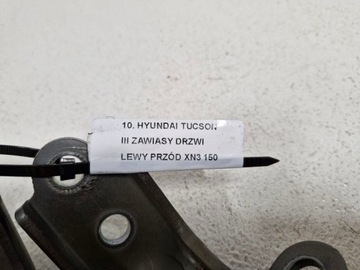 10. HYUNDAI TUCSON
III ZAWIASY DRZWI
LEWY PRZÓD XN3 150